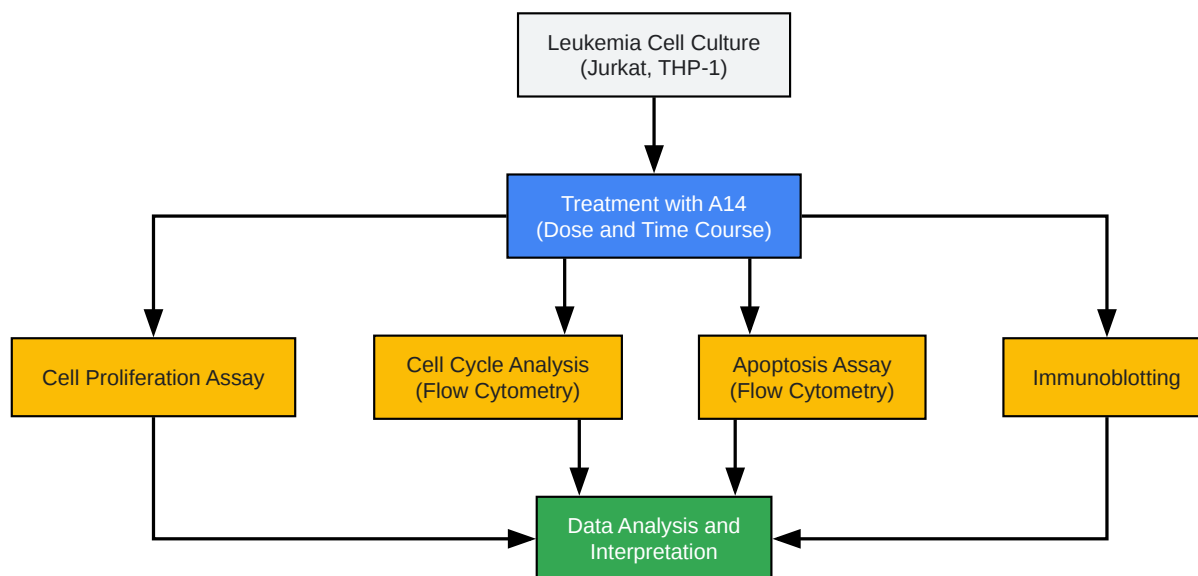 Leukemia Cell Culture
(Jurkat, THP-1)
Treatment with A14
(Dose and Time Course)
Cell Proliferation Assay
Cell Cycle Analysis
(Flow Cytometry)
Apoptosis Assay
(Flow Cytometry)
Immunoblotting
Data Analysis and
Interpretation